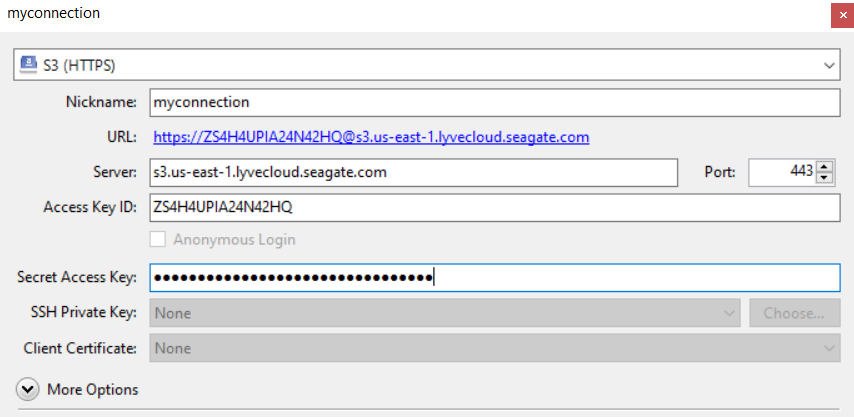 myconnection
S3 (HTTPS)
Nickname: myconnection
URL: https://ZS4H4UPIA24N42HQ@s3.us-east-1.lyvecloud.seagate.com
Server: s3.us-east-1.lyvecloud.seagate.com Port: 443
Access Key ID: ZS4H4UPIA24N42HQ
Anonymous Login
Secret Access Key: ••••••••••••••••••••••••••••••••
SSH Private Key: None Choose...
Client Certificate: None
More Options